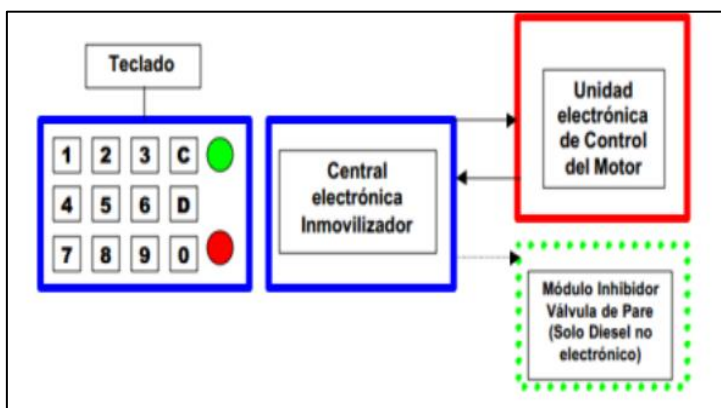 Teclado
1 2 3 C
4 5 6 D
7 8 9 0
Central
electrónica
Inmovilizador
Unidad
electrónica
de Control
del Motor
Módulo Inhibidor
Válvula de Pare
(Solo Diesel no
electrónico)